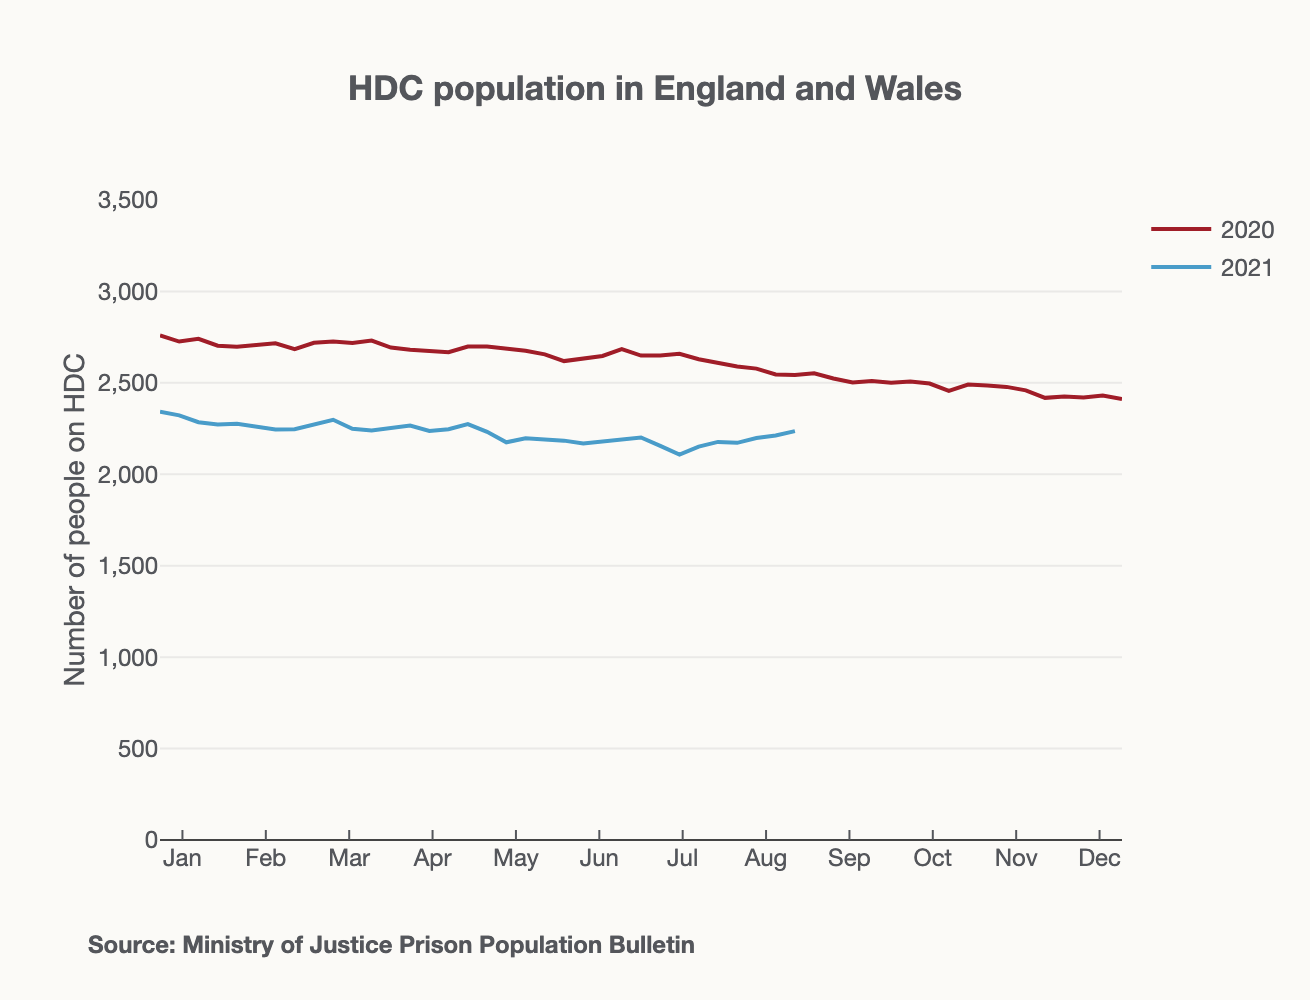 HDC population in England and Wales
3,500
3,000
2,500
2,000
1,500
1,000
500
0
Number of people on HDC
2020
2021
Jan Feb Mar Apr May Jun Jul Aug Sep Oct Nov Dec
Source: Ministry of Justice Prison Population Bulletin